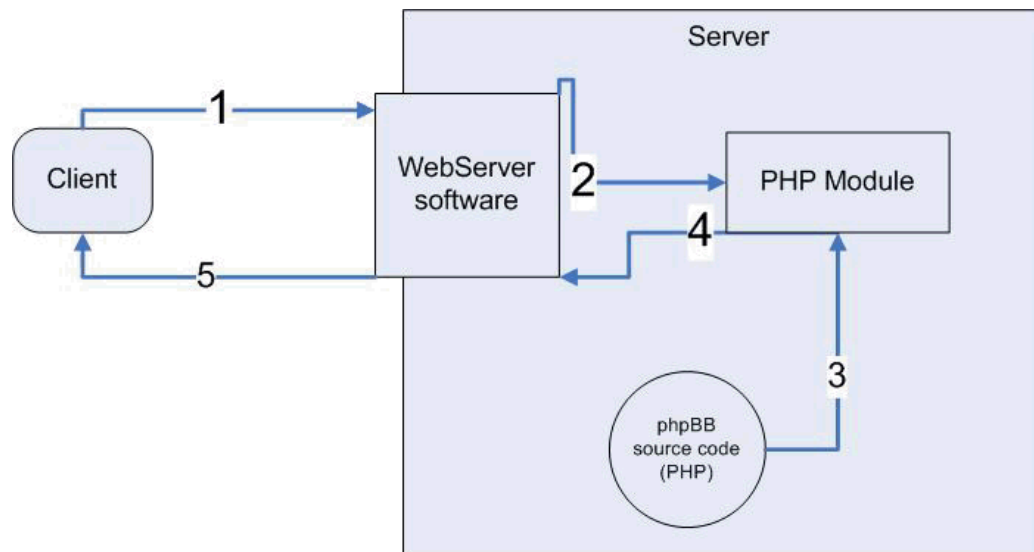 Server
1
Client
WebServer
software
2
PHP Module
4
5
3
phpBB
source code
(PHP)